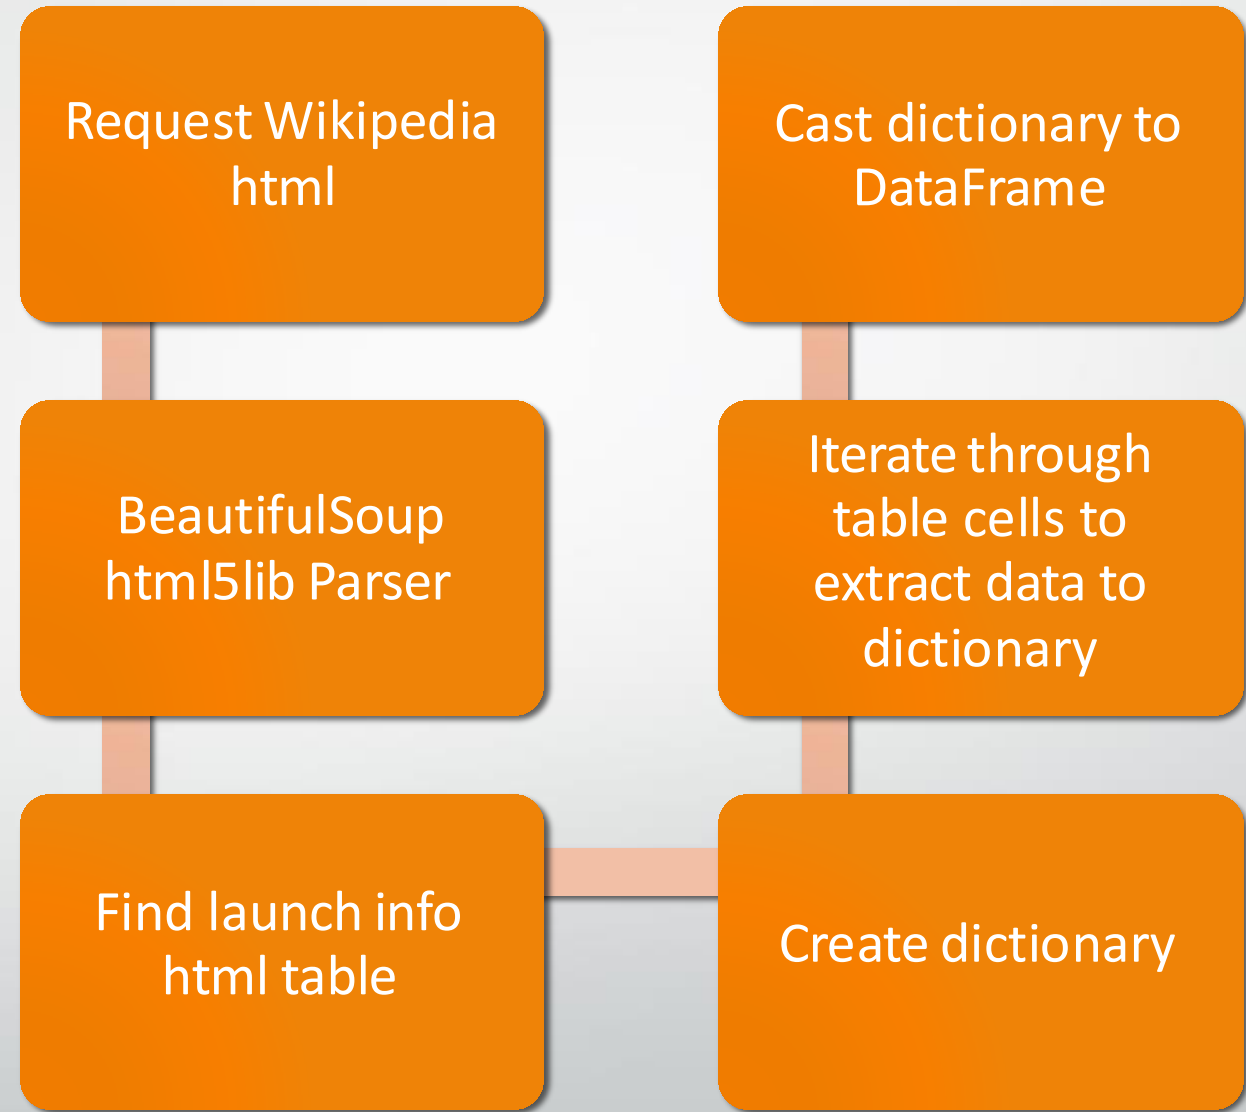 Request Wikipedia
html
BeautifulSoup
html5lib Parser
Find launch info
html table
Create dictionary
Iterate through
table cells to
extract data to
dictionary
Cast dictionary to
DataFrame